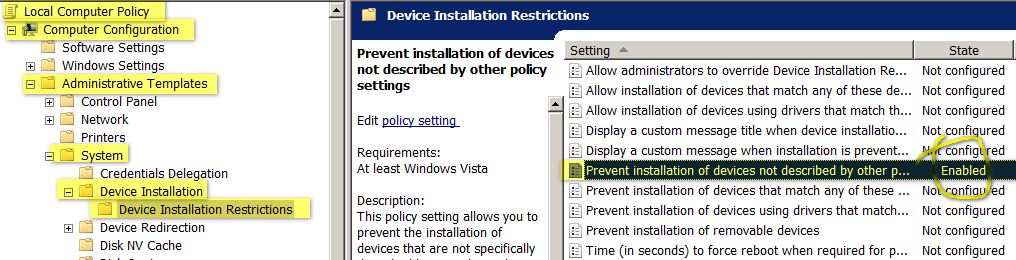 Local Computer Policy
Computer Configuration
Software Settings
Windows Settings
Administrative Templates
Control Panel
Network
Printers
System
Credentials Delegation
Device Installation
Device Installation Restrictions
Device Redirection
Disk NV Cache
Device Installation Restrictions
Prevent installation of devices
not described by other policy
settings
Edit policy setting
Requirements:
At least Windows Vista
Description:
This policy setting allows you to
prevent the installation of
devices that are not specifically
Setting State
Allow administrators to override Device Installation Re... Not configured
Allow installation of devices that match any of these de... Not configured
Allow installation of devices using drivers that match th... Not configured
Display a custom message title when device installatio... Not configured
Display a custom message when installation is prevent... Not configured
Prevent installation of devices not described by other p... Enabled
Prevent installation of devices that match any of these ... Not configured
Prevent installation of devices using drivers that match... Not configured
Prevent installation of removable devices Not configured
Time (in seconds) to force reboot when required for p... Not configured